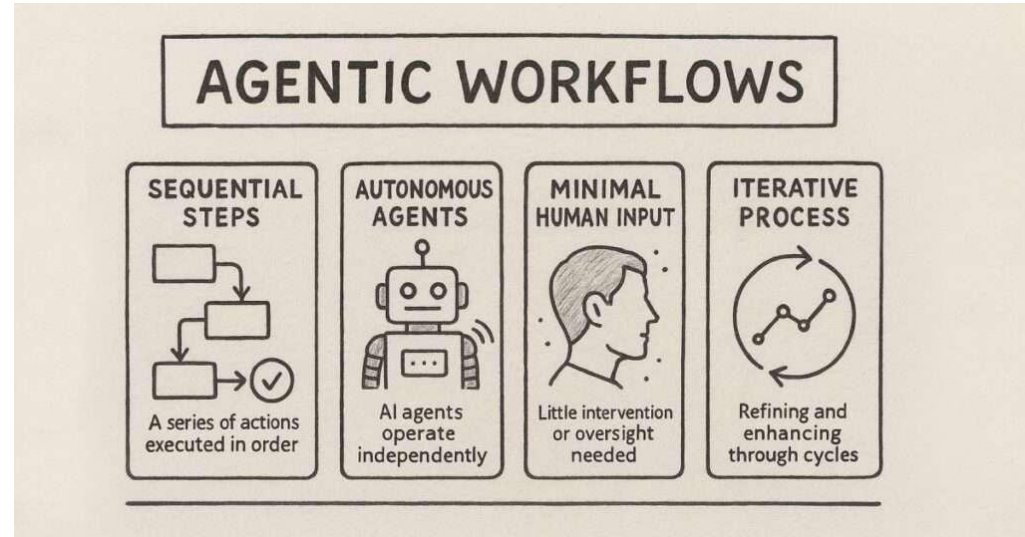 AGENTIC WORKFLOWS
SEQUENTIAL
STEPS
A series of actions
executed in order
AUTONOMOUS
AGENTS
AI agents
operate
independently
MINIMAL
HUMAN INPUT
Little intervention
or oversight
needed
ITERATIVE
PROCESS
Refining and
enhancing
through cycles